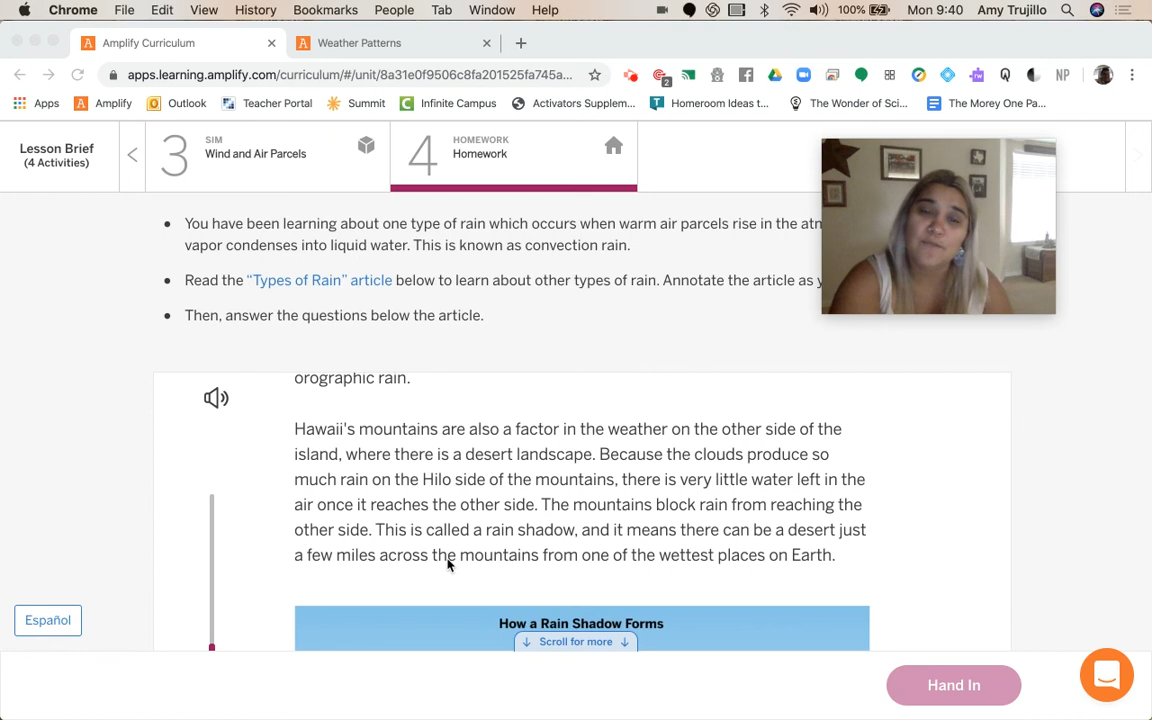 Chrome File Edit View History Bookmarks People Tab Window Help 100% Mon 9:40 Amy Trujillo
Amplify Curriculum Weather Patterns
apps.learning.amplify.com/curriculum/#/unit/8a31e0f9506c8fa201525fa745a... 2 NP
Apps Amplify Outlook Teacher Portal Summit Infinite Campus Activators Supplem... Homeroom Ideas t... The Wonder of Sci... The Morey One Pa...
Lesson Brief
(4 Activities)
3 SIM
Wind and Air Parcels
4 HOMEWORK
Homework
• You have been learning about one type of rain which occurs when warm air parcels rise in the atn
vapor condenses into liquid water. This is known as convection rain.
• Read the “Types of Rain” article below to learn about other types of rain. Annotate the article as y
• Then, answer the questions below the article.
orographic rain.
Hawaii's mountains are also a factor in the weather on the other side of the
island, where there is a desert landscape. Because the clouds produce so
much rain on the Hilo side of the mountains, there is very little water left in the
air once it reaches the other side. The mountains block rain from reaching the
other side. This is called a rain shadow, and it means there can be a desert just
a few miles across the mountains from one of the wettest places on Earth.
How a Rain Shadow Forms
↓ Scroll for more ↓
Español
Hand In